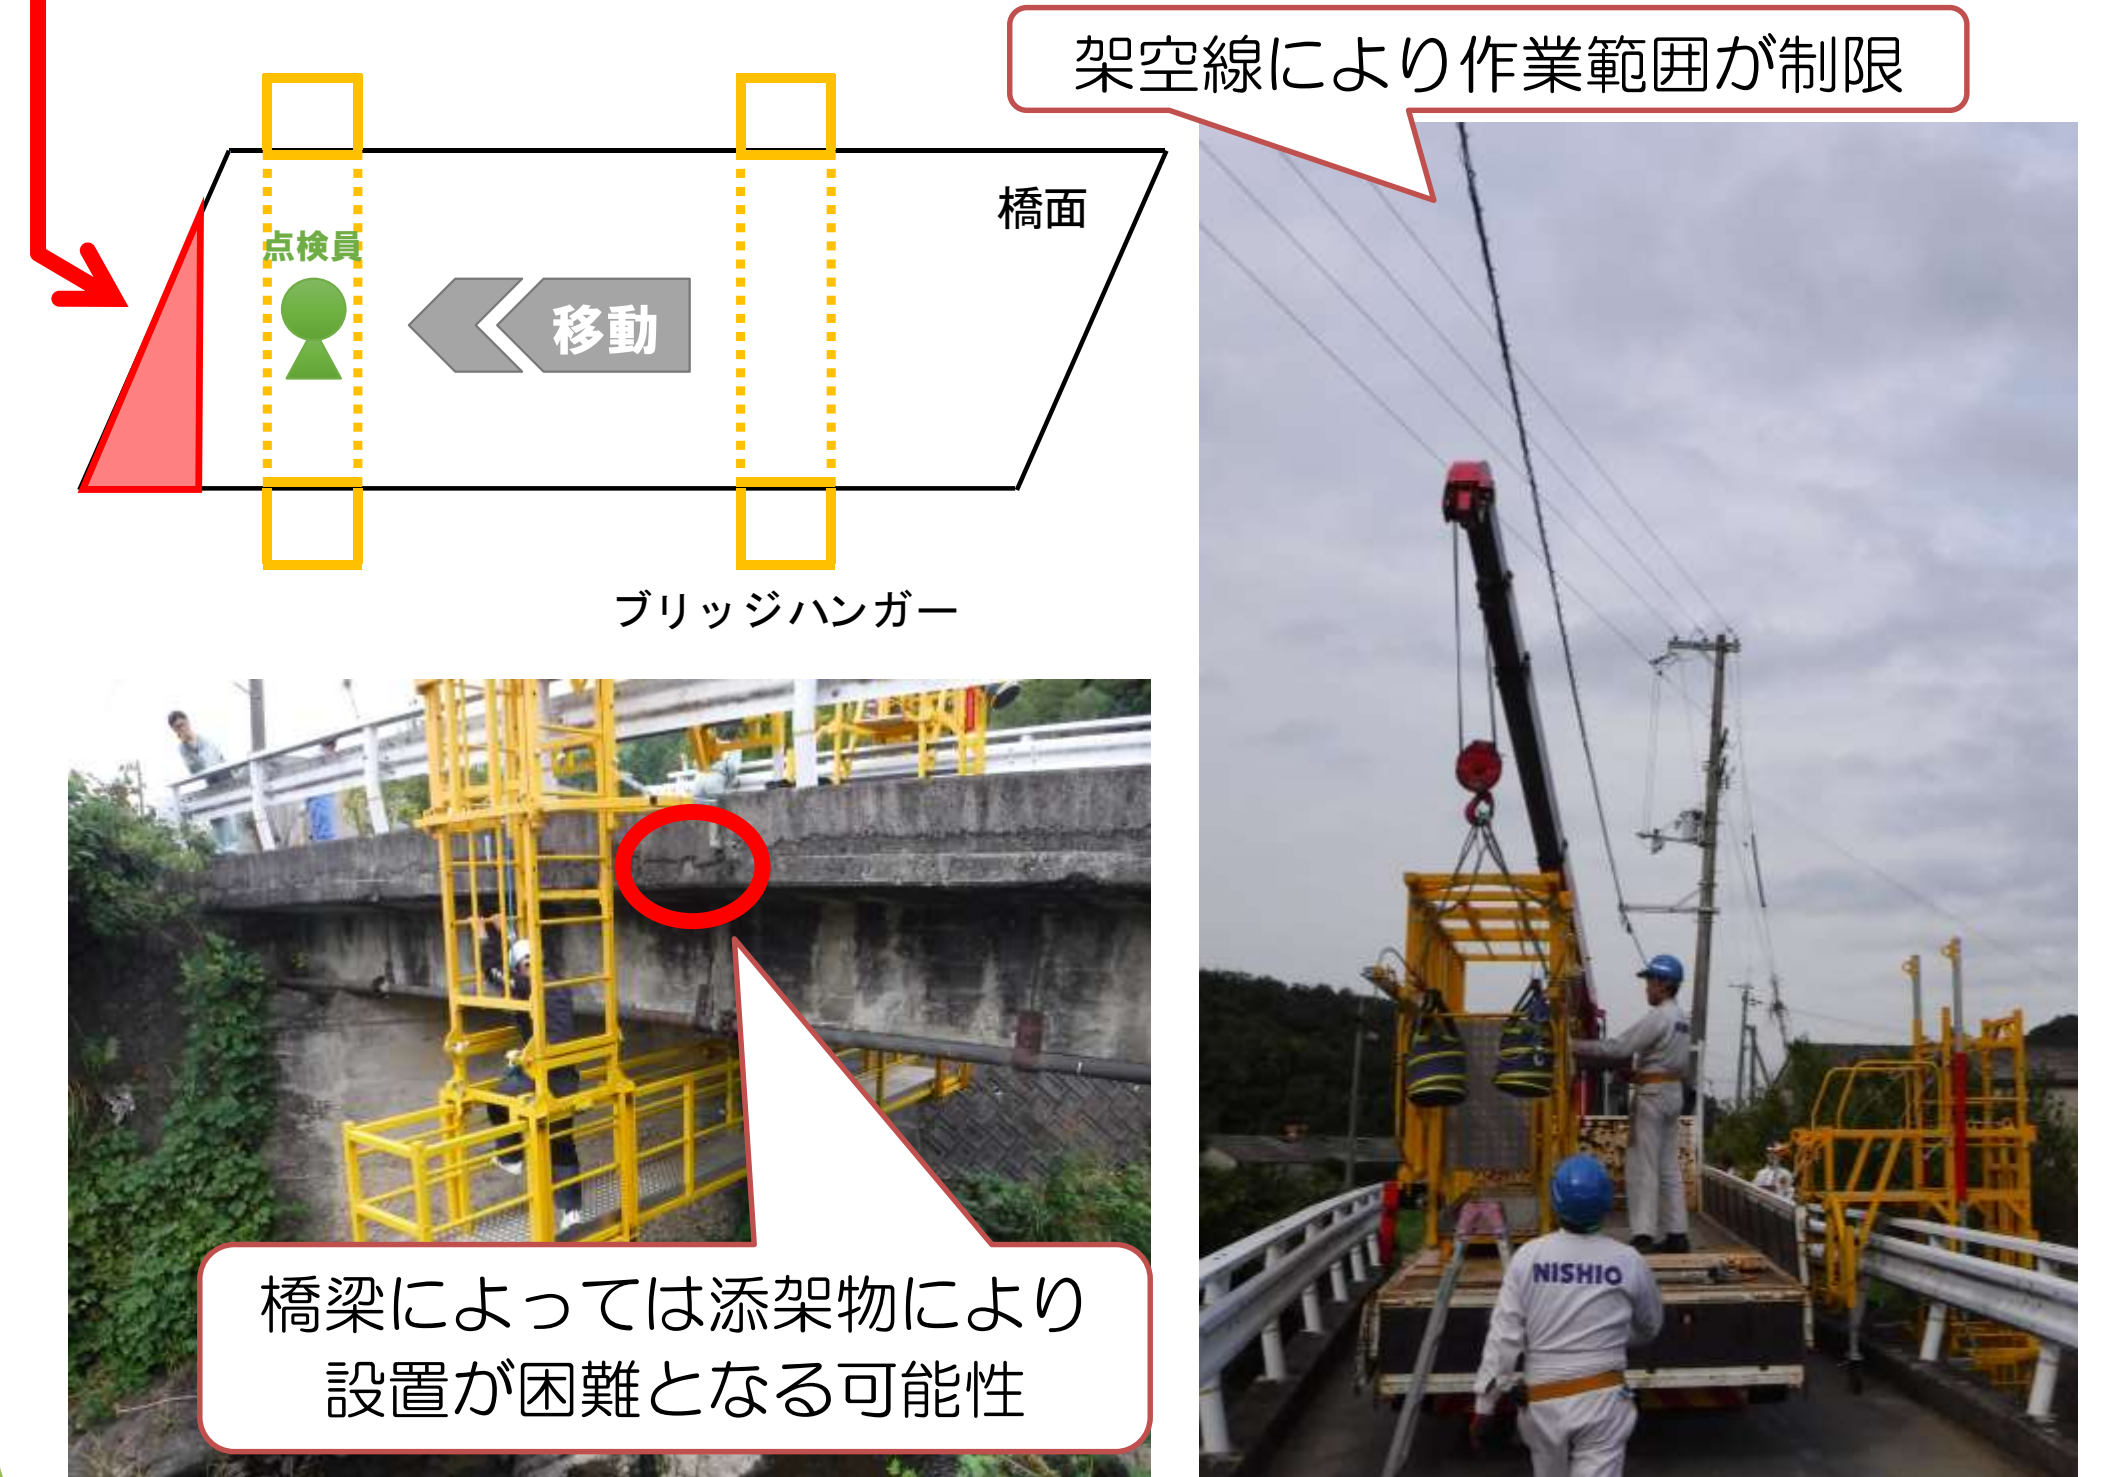 架空線により作業範囲が制限
橋面
点検員
移動
ブリッジハンガー
橋梁によっては添架物により
設置が困難となる可能性
NISHIO